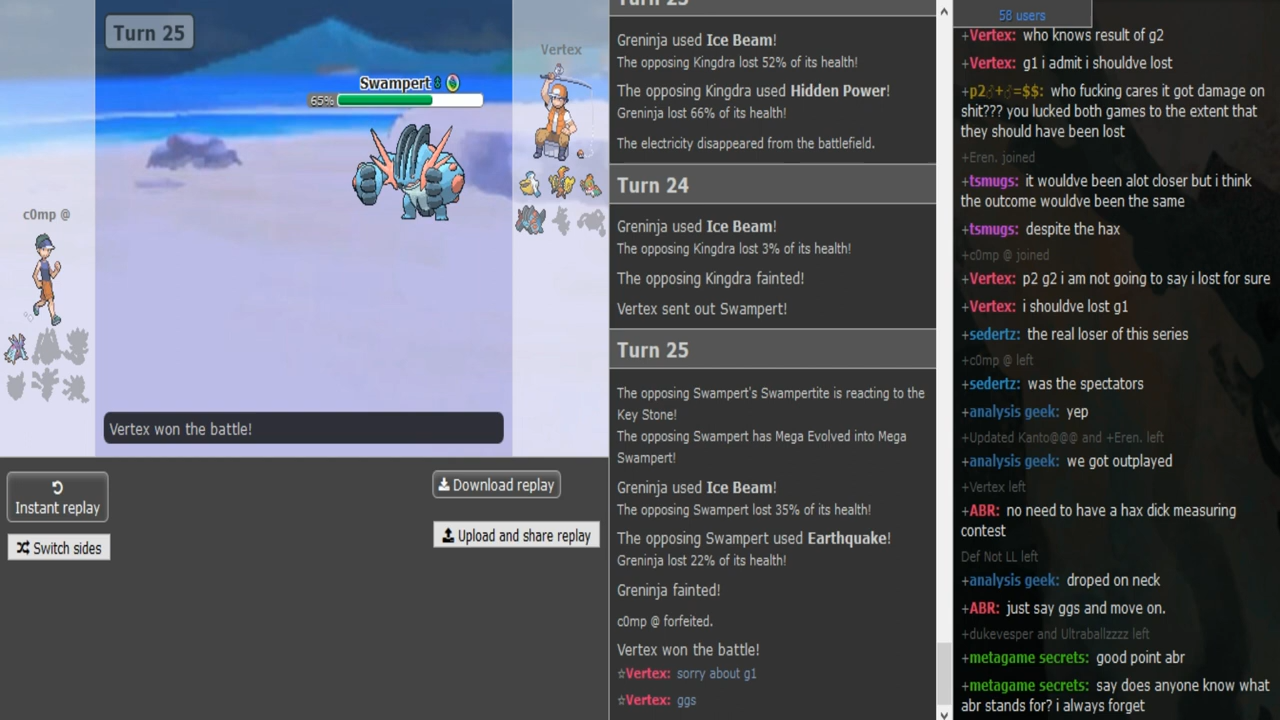 Turn 25
Vertex
Swampert
65%
c0mp @
Vertex won the battle!
Instant replay
Switch sides
Download replay
Upload and share replay
Greninja used Ice Beam!
The opposing Kingdra lost 52% of its health!
The opposing Kingdra used Hidden Power!
Greninja lost 66% of its health!
The electricity disappeared from the battlefield.
Turn 24
Greninja used Ice Beam!
The opposing Kingdra lost 3% of its health!
The opposing Kingdra fainted!
Vertex sent out Swampert!
Turn 25
The opposing Swampert's Swampertite is reacting to the
Key Stone!
The opposing Swampert has Mega Evolved into Mega
Swampert!
Greninja used Ice Beam!
The opposing Swampert lost 35% of its health!
The opposing Swampert used Earthquake!
Greninja lost 22% of its health!
Greninja fainted!
c0mp @ forfeited.
Vertex won the battle!
☆Vertex: sorry about g1
☆Vertex: ggs
58 users
+Vertex: who knows result of g2
+Vertex: g1 i admit i shouldve lost
who fucking cares it got damage on
shit??? you lucked both games to the extent that
they should have been lost
+Eren. joined
+tsmugs: it wouldve been alot closer but i think
the outcome wouldve been the same
+tsmugs: despite the hax
+c0mp @ joined
+Vertex: p2 g2 i am not going to say i lost for sure
+Vertex: i shouldve lost g1
+sedertz: the real loser of this series
+c0mp @ left
+sedertz: was the spectators
+analysis geek: yep
+Updated Kanto@@@ and +Eren. left
+analysis geek: we got outplayed
+Vertex left
+ABR: no need to have a hax dick measuring
contest
Def Not LL left
+analysis geek: droped on neck
+ABR: just say ggs and move on.
+dukevesper and Ultraballzzzz left
+metagame secrets: good point abr
+metagame secrets: say does anyone know what
abr stands for? i always forget